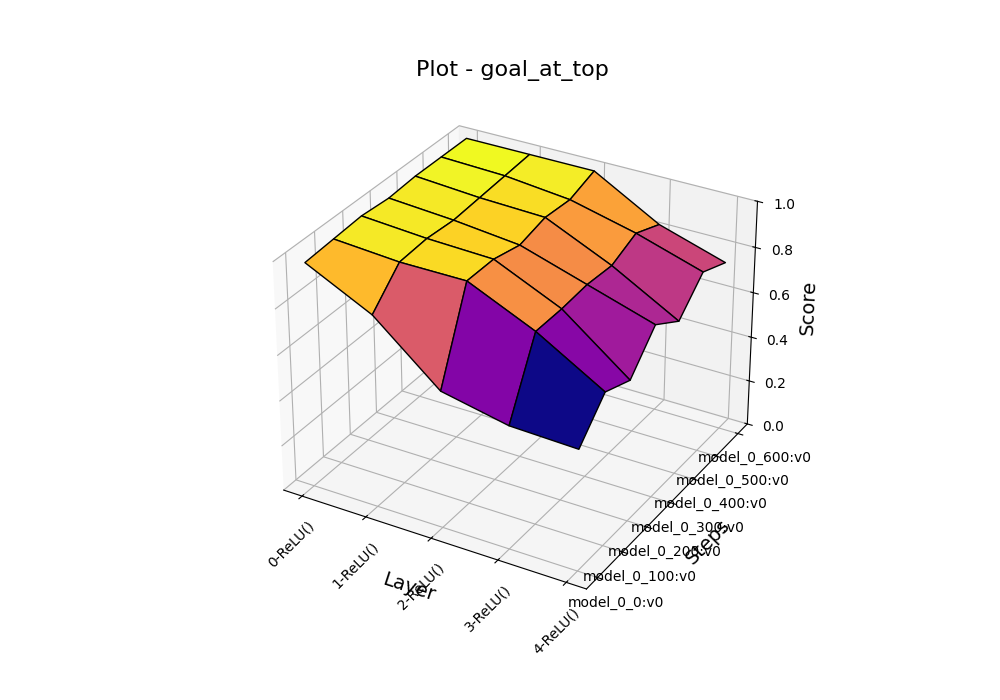 Plot - goal_at_top
1.0
0.8
0.6
0.4
0.2
0.0
Score
model_0_600:v0
model_0_500:v0
model_0_400:v0
model_0_300:v0
model_0_200:v0
model_0_100:v0
model_0_0:v0
Steps
0-ReLU()
1-ReLU()
2-ReLU()
3-ReLU()
4-ReLU()
Layer